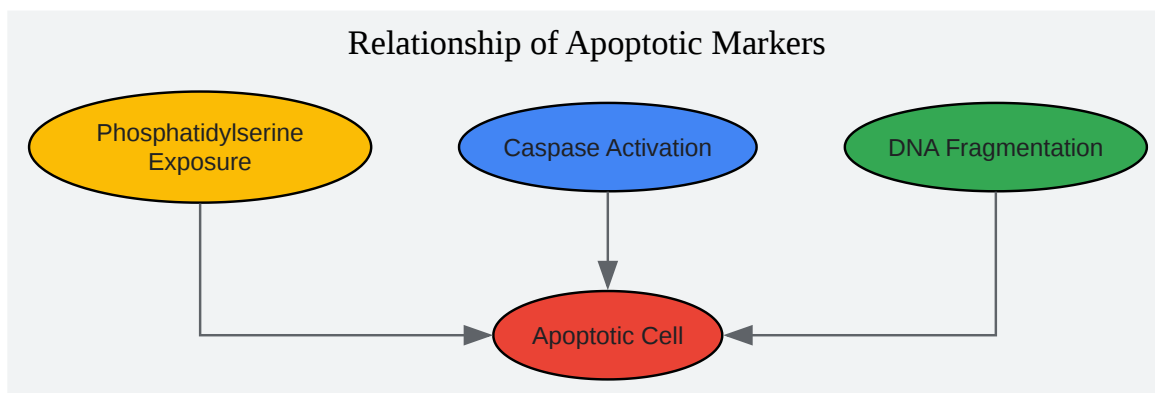 Relationship of Apoptotic Markers
Phosphatidylserine
Exposure
Caspase Activation
DNA Fragmentation
Apoptotic Cell